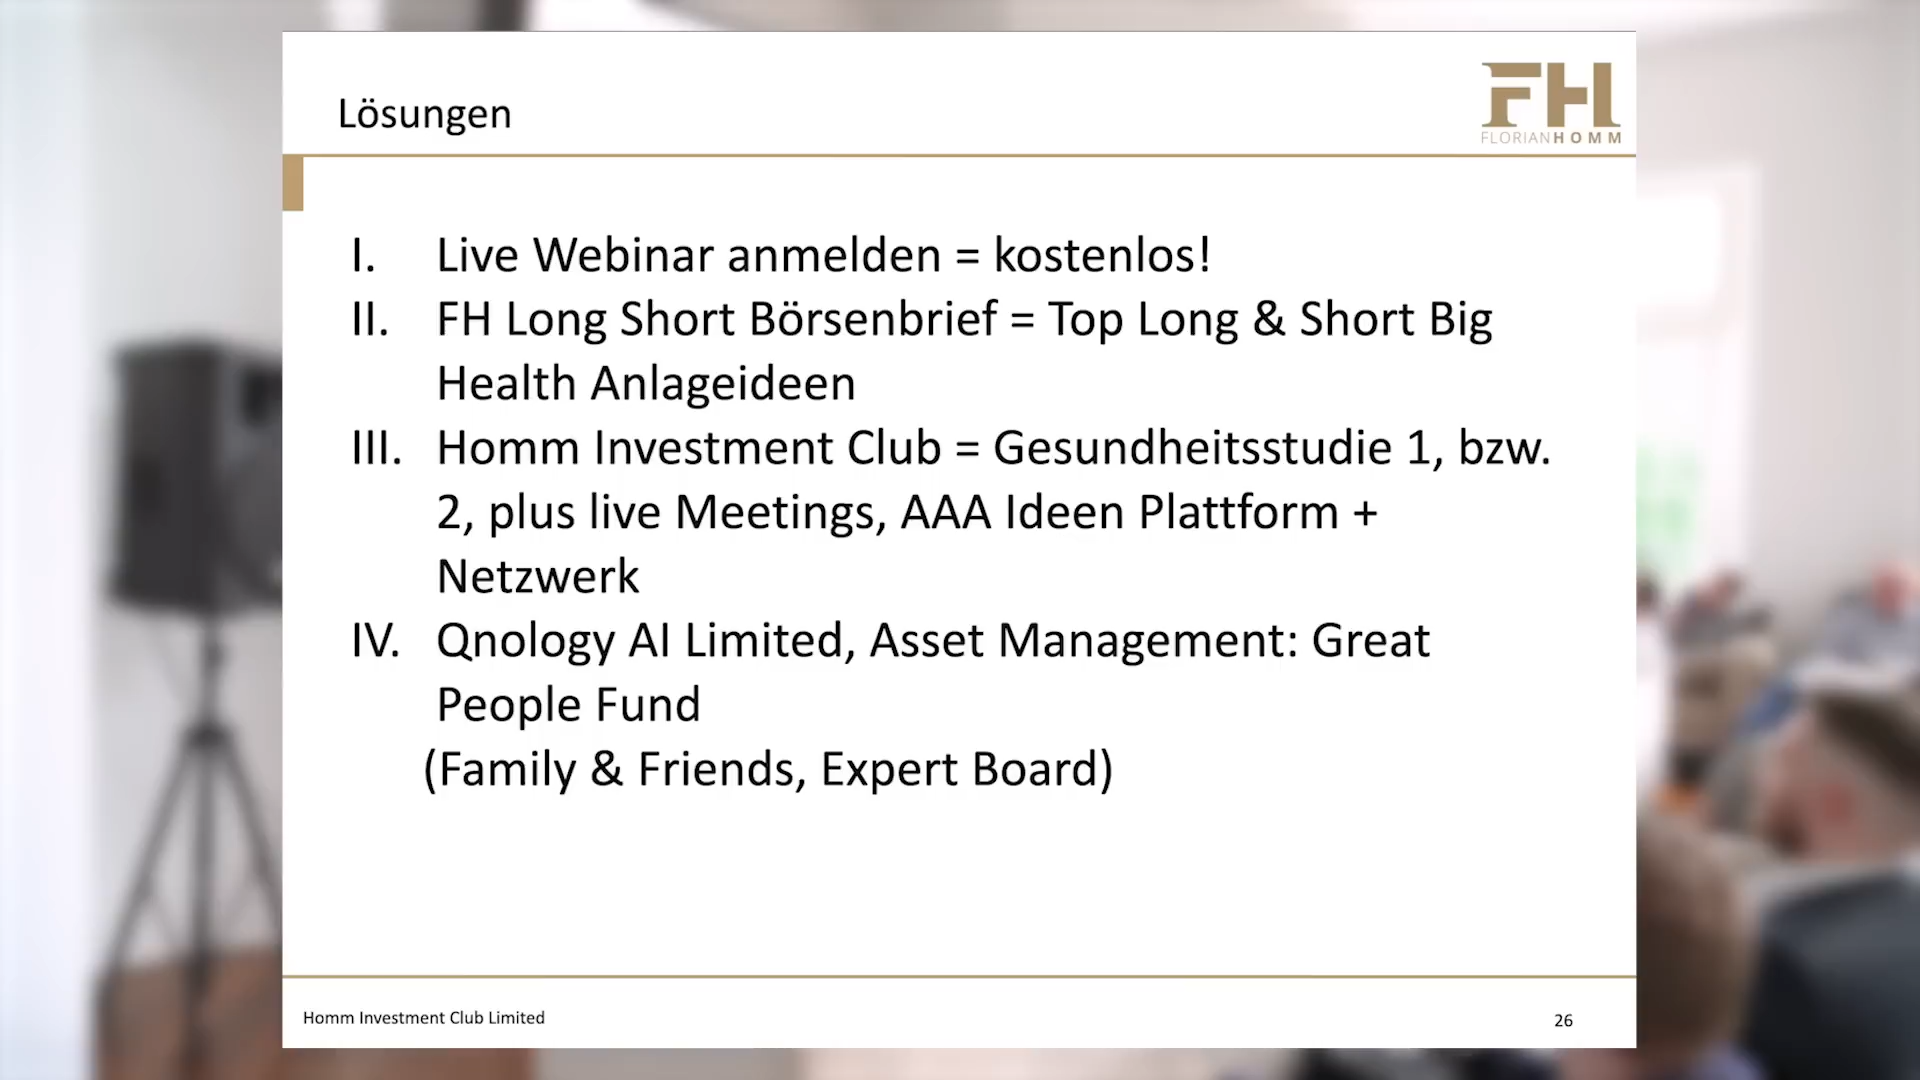 Lösungen
FH
FLORIANHOMM
I. Live Webinar anmelden = kostenlos!
II. FH Long Short Börsenbrief = Top Long & Short Big
Health Anlageideen
III. Homm Investment Club = Gesundheitsstudie 1, bzw.
2, plus live Meetings, AAA Ideen Plattform +
Netzwerk
IV. Qnology AI Limited, Asset Management: Great
People Fund
(Family & Friends, Expert Board)
Homm Investment Club Limited
26